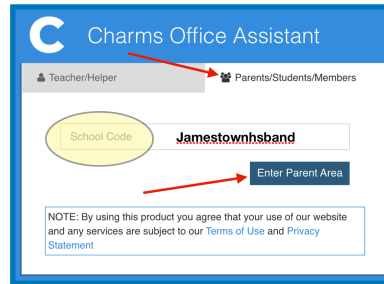 C Charms Office Assistant
Teacher/Helper Parents/Students/Members
School Code Jamestownhsband
Enter Parent Area
NOTE: By using this product you agree that your use of our website
and any services are subject to our Terms of Use and Privacy
Statement